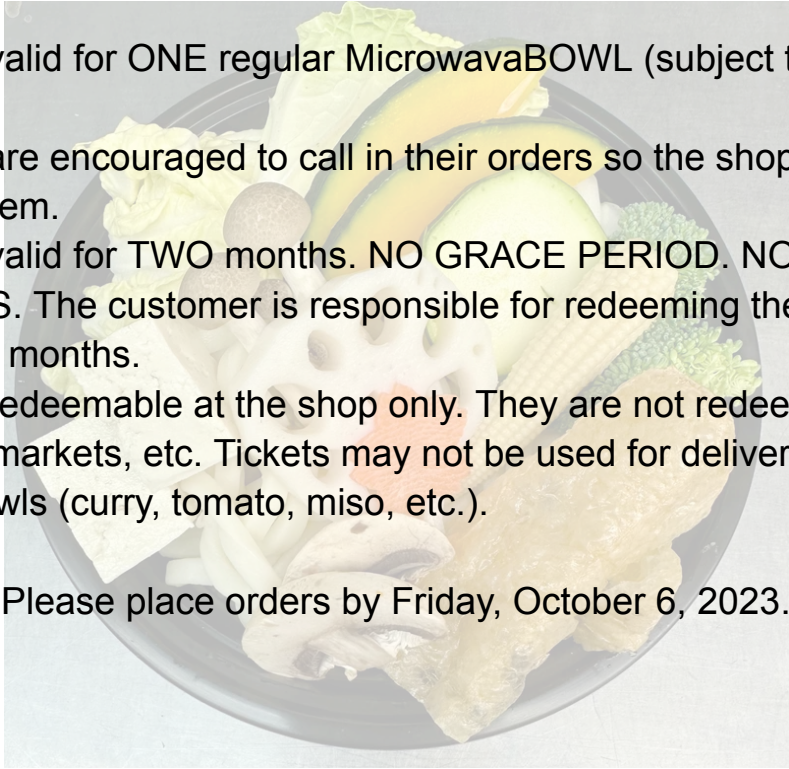 valid for ONE regular MicrowavaBOWL (subject t
are encouraged to call in their orders so the shop
em.
valid for TWO months. NO GRACE PERIOD. NO
S. The customer is responsible for redeeming the
months.
edeemable at the shop only. They are not redee
markets, etc. Tickets may not be used for deliver
wls (curry, tomato, miso, etc.).
Please place orders by Friday, October 6, 2023.